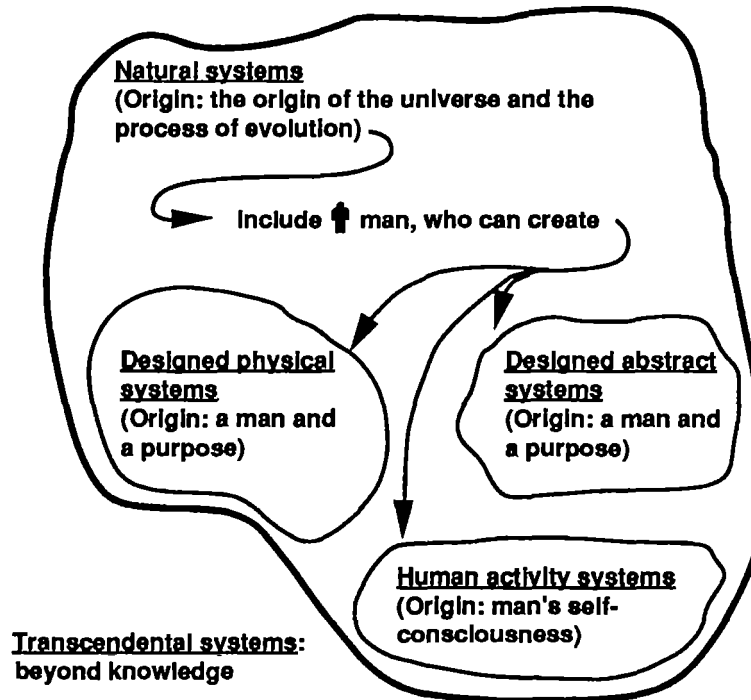 Natural systems
(Origin: the origin of the universe and the
process of evolution)
Include man, who can create
Designed physical
systems
(Origin: a man and
a purpose)
Designed abstract
systems
(Origin: a man and
a purpose)
Human activity systems
(Origin: man's self-
consciousness)
Transcendental systems:
beyond knowledge